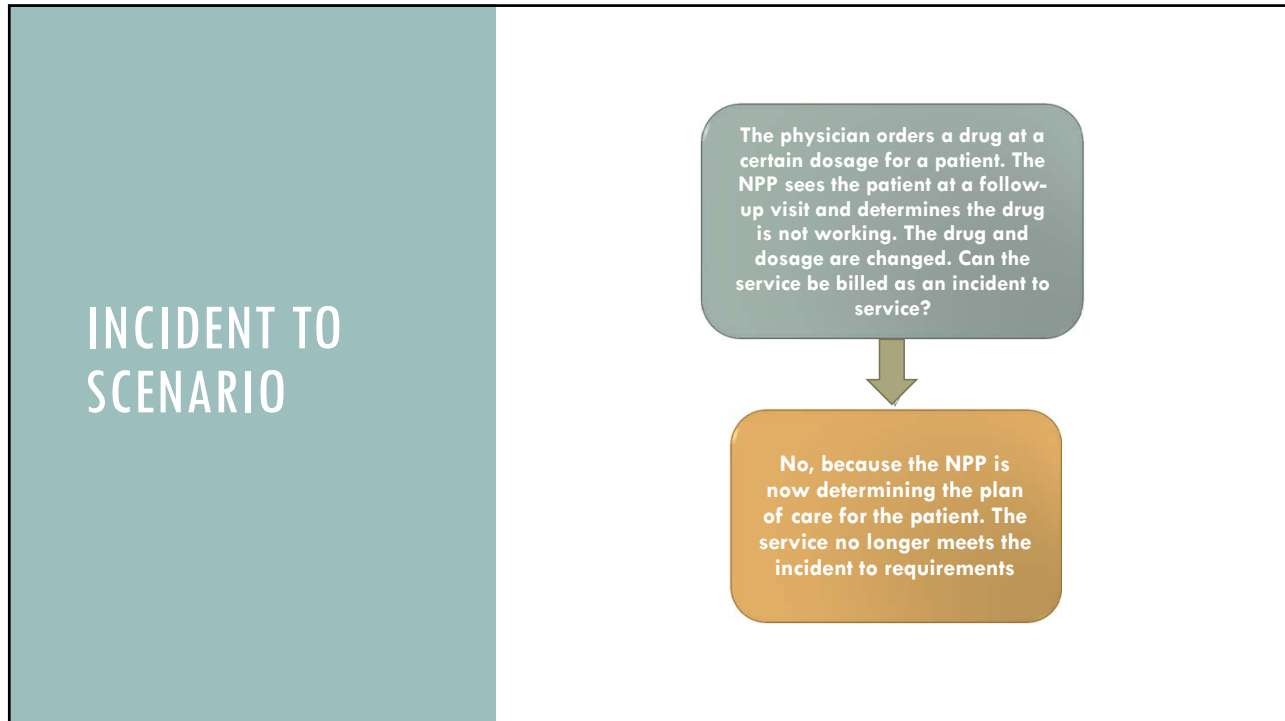 INCIDENT TO
SCENARIO
The physician orders a drug at a
certain dosage for a patient. The
NPP sees the patient at a follow-
up visit and determines the drug
is not working. The drug and
dosage are changed. Can the
service be billed as an incident to
service?
No, because the NPP is
now determining the plan
of care for the patient. The
service no longer meets the
incident to requirements